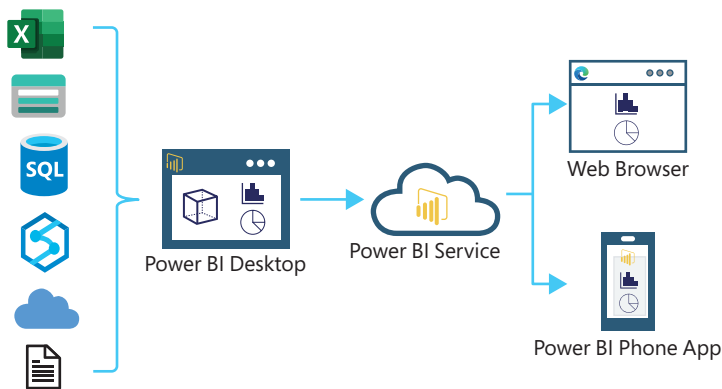 X
SQL
Power BI Desktop
Power BI Service
Web Browser
Power BI Phone App